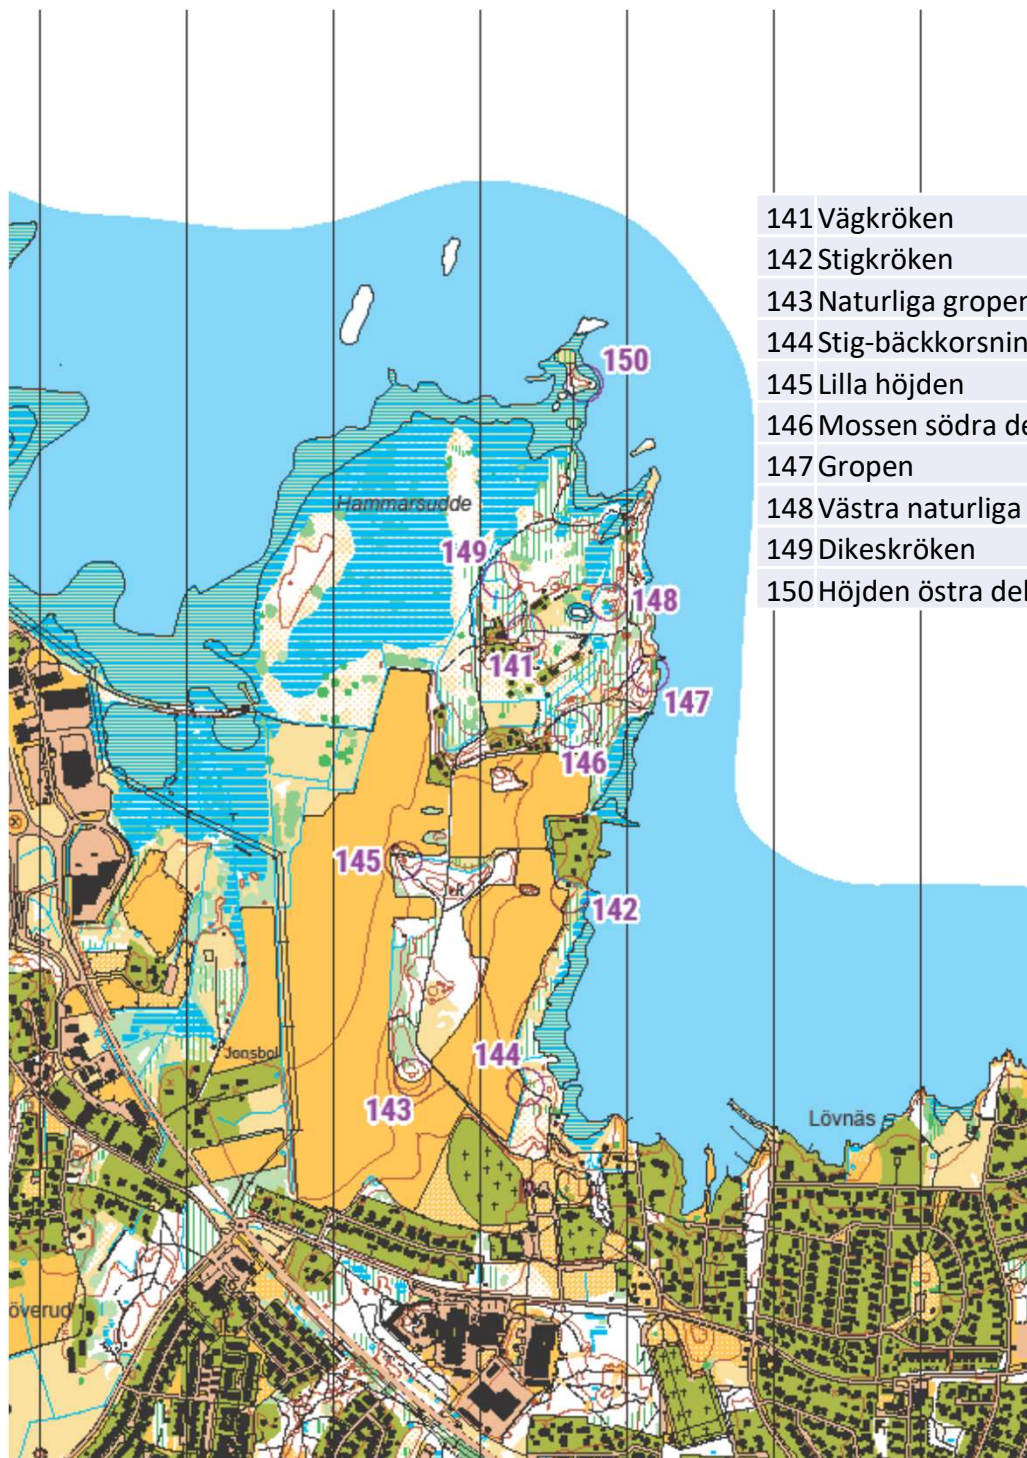 141 Vägkröken
142 Stigkröken
143 Naturliga gropen
144 Stig-bäckkorsnin
145 Lilla höjden
146 Mossen södra de
147 Gropen
148 Västra naturliga
149 Dikeskröken
150 Höjden östra del
150
Hammarsudde
149
148
141
147
146
145
142
Jonsbol
144
143
Lövnäs
överud